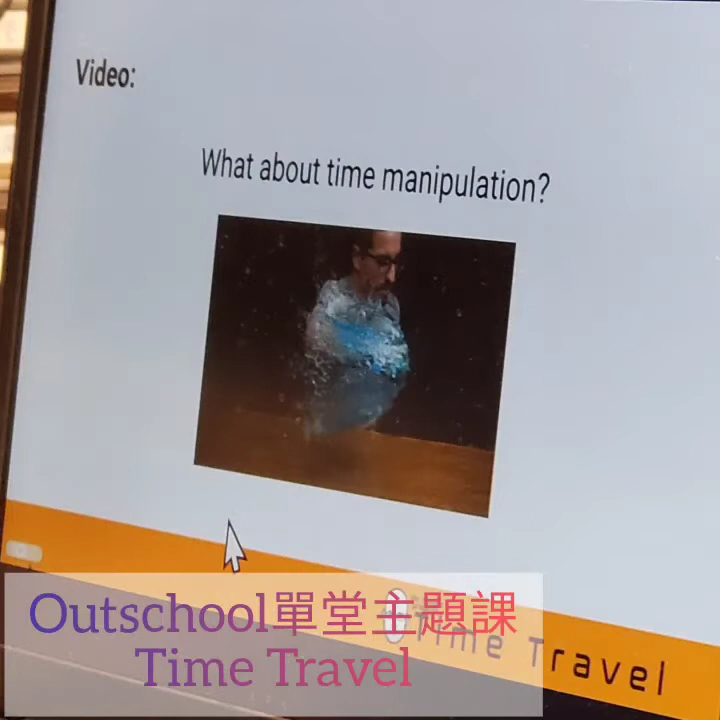 Video:
What about time manipulation?
Time Travel
Outschool單堂主題課
Time Travel